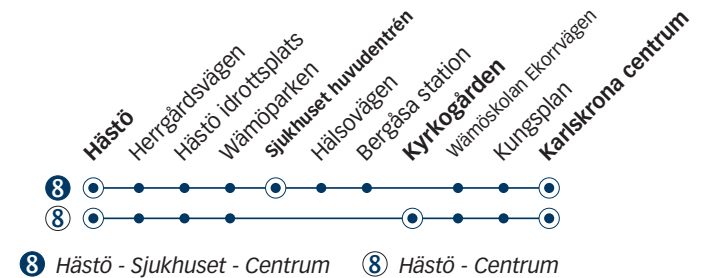 Hästö
Herrgårdsvägen
Hästö idrottsplats
Wämöparken
Sjukhuset huvudentrén
Hälsovägen
Bergåsa station
Kyrkogården
Wämöskolan Ekorrvägen
Kungsplan
Karlskrona centrum
8
8
8 Hästö - Sjukhuset - Centrum 8 Hästö - Centrum